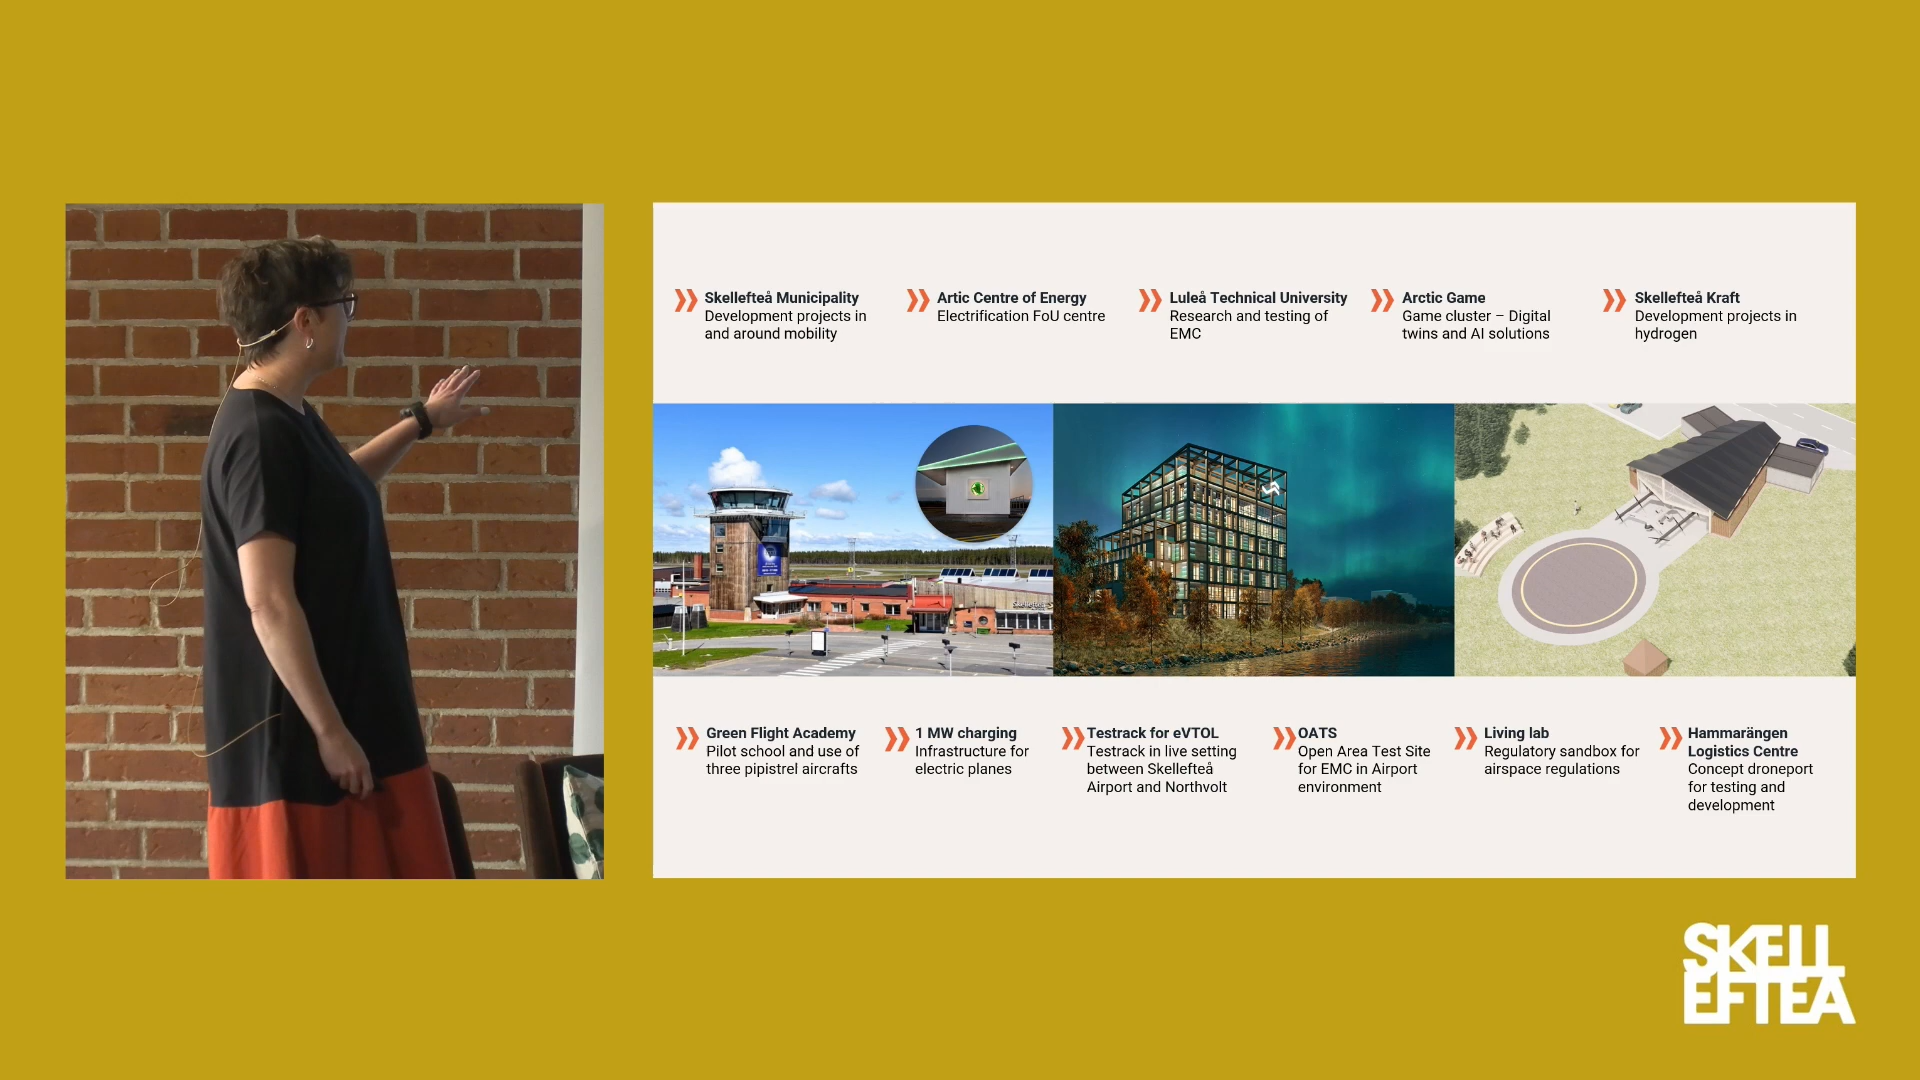 Skellefteå Municipality
Development projects in
and around mobility
Artic Centre of Energy
Electrification FoU centre
Luleå Technical University
Research and testing of
EMC
Arctic Game
Game cluster – Digital
twins and AI solutions
Skellefteå Kraft
Development projects in
hydrogen
Green Flight Academy
Pilot school and use of
three pipistrel aircrafts
1 MW charging
Infrastructure for
electric planes
Testrack for eVTOL
Testrack in live setting
between Skellefteå
Airport and Northvolt
OATS
Open Area Test Site
for EMC in Airport
environment
Living lab
Regulatory sandbox for
airspace regulations
Hammarängen
Logistics Centre
Concept droneport
for testing and
development
SKELL
EFTEÅ